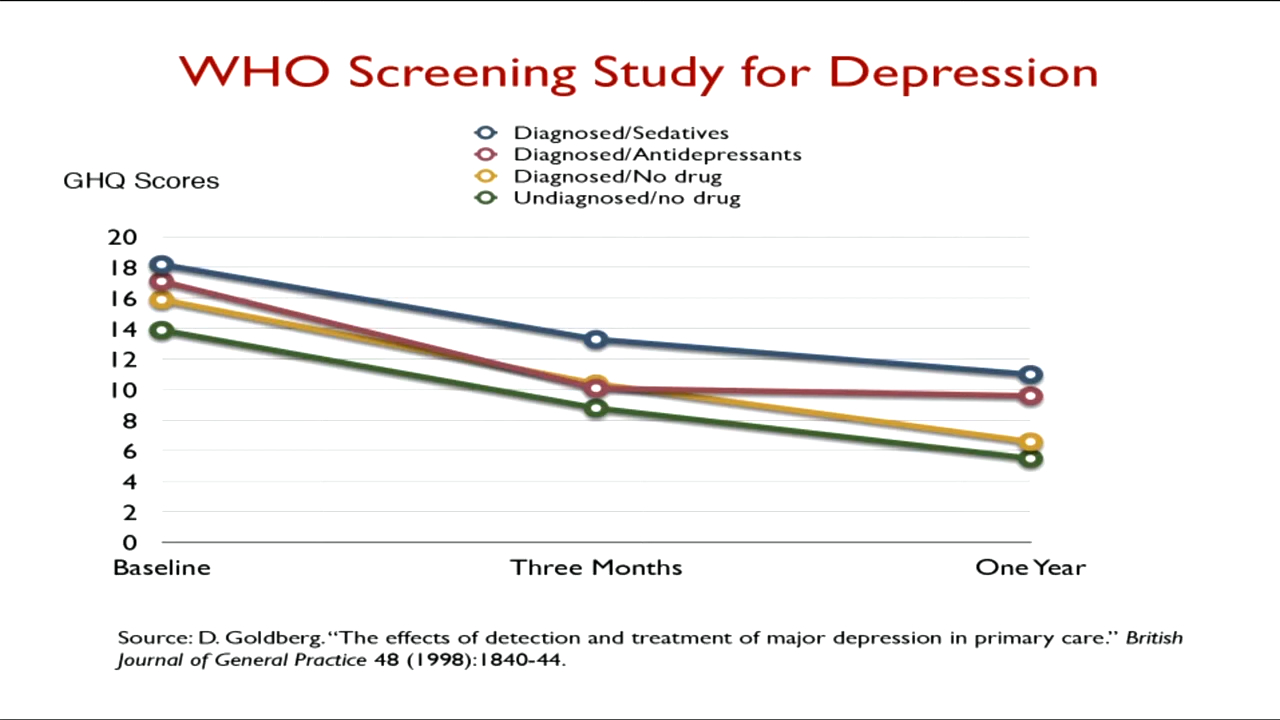 WHO Screening Study for Depression
Diagnosed/Sedatives
Diagnosed/Antidepressants
Diagnosed/No drug
Undiagnosed/no drug
GHQ Scores
20
18
16
14
12
10
8
6
4
2
0
Baseline
Three Months
One Year
Source: D. Goldberg. “The effects of detection and treatment of major depression in primary care.” British
Journal of General Practice 48 (1998):1840-44.